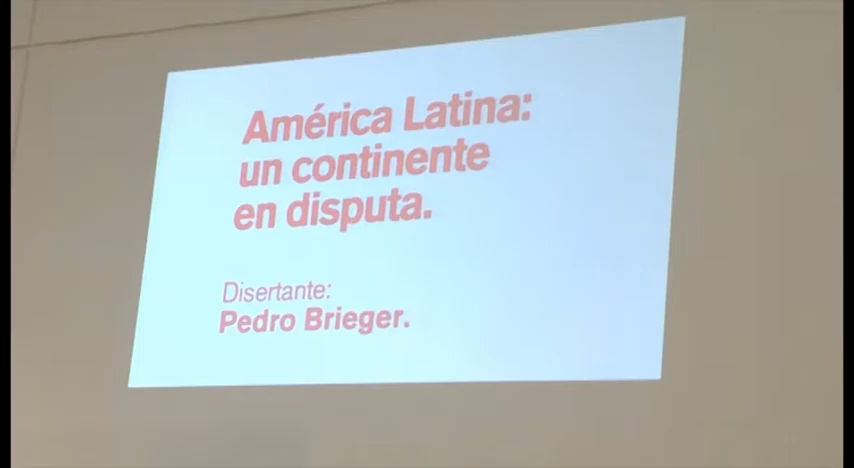 América Latina:
un continente
en disputa.
Disertante:
Pedro Brieger.